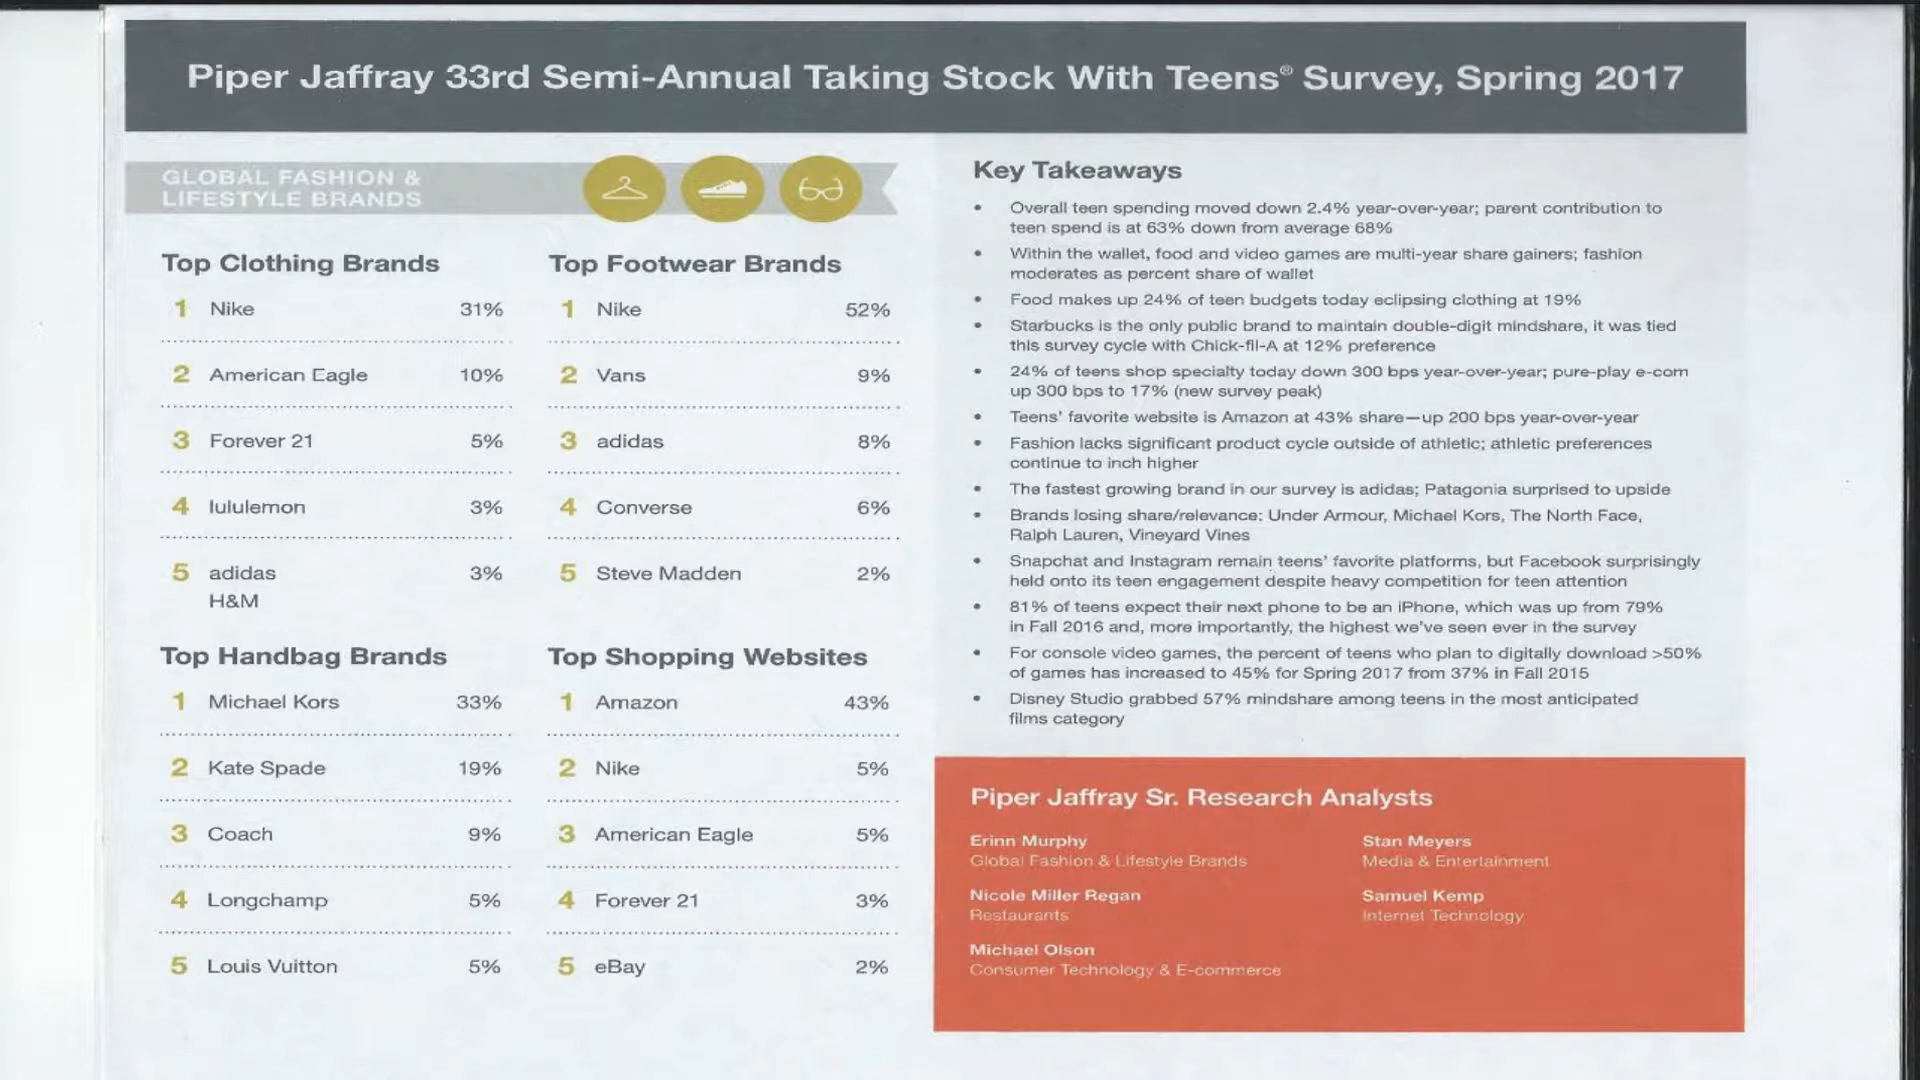 Piper Jaffray 33rd Semi-Annual Taking Stock With Teens® Survey, Spring 2017
GLOBAL FASHION &
LIFESTYLE BRANDS
Top Clothing Brands
1 Nike 31%
2 American Eagle 10%
3 Forever 21 5%
4 lululemon 3%
5 adidas 3%
H&M
Top Footwear Brands
1 Nike 52%
2 Vans 9%
3 adidas 8%
4 Converse 6%
5 Steve Madden 2%
Top Handbag Brands
1 Michael Kors 33%
2 Kate Spade 19%
3 Coach 9%
4 Longchamp 5%
5 Louis Vuitton 5%
Top Shopping Websites
1 Amazon 43%
2 Nike 5%
3 American Eagle 5%
4 Forever 21 3%
5 eBay 2%
Key Takeaways
• Overall teen spending moved down 2.4% year-over-year; parent contribution to
teen spend is at 63% down from average 68%
• Within the wallet, food and video games are multi-year share gainers; fashion
moderates as percent share of wallet
• Food makes up 24% of teen budgets today eclipsing clothing at 19%
• Starbucks is the only public brand to maintain double-digit mindshare, it was tied
this survey cycle with Chick-fil-A at 12% preference
• 24% of teens shop specialty today down 300 bps year-over-year; pure-play e-com
up 300 bps to 17% (new survey peak)
• Teens' favorite website is Amazon at 43% share—up 200 bps year-over-year
• Fashion lacks significant product cycle outside of athletic; athletic preferences
continue to inch higher
• The fastest growing brand in our survey is adidas; Patagonia surprised to upside
• Brands losing share/relevance: Under Armour, Michael Kors, The North Face,
Ralph Lauren, Vineyard Vines
• Snapchat and Instagram remain teens' favorite platforms, but Facebook surprisingly
held onto its teen engagement despite heavy competition for teen attention
• 81% of teens expect their next phone to be an iPhone, which was up from 79%
in Fall 2016 and, more importantly, the highest we've seen ever in the survey
• For console video games, the percent of teens who plan to digitally download >50%
of games has increased to 45% for Spring 2017 from 37% in Fall 2015
• Disney Studio grabbed 57% mindshare among teens in the most anticipated
films category
Piper Jaffray Sr. Research Analysts
Erinn Murphy
Global Fashion & Lifestyle Brands
Nicole Miller Regan
Restaurants
Michael Olson
Consumer Technology & E-commerce
Stan Meyers
Media & Entertainment
Samuel Kemp
Internet Technology